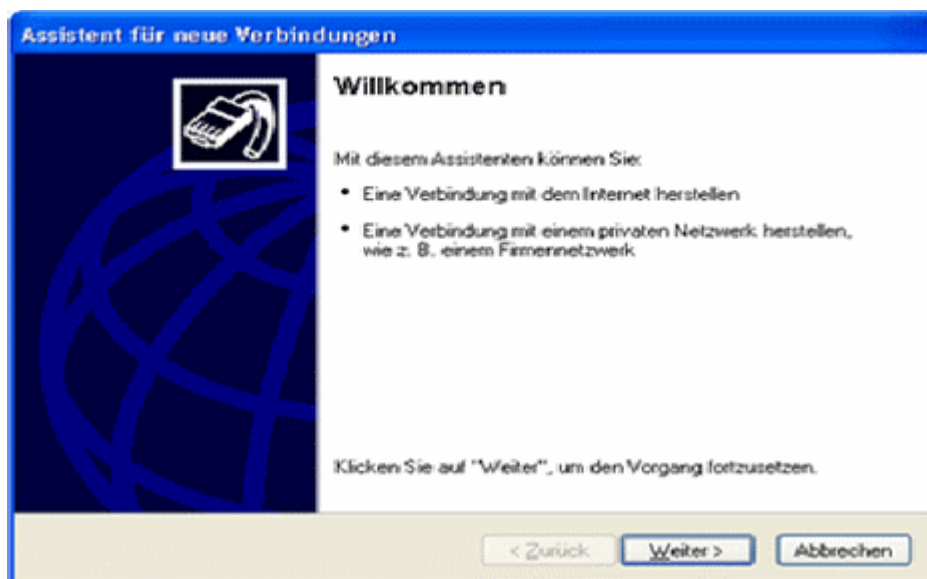 Assistent für neue Verbindungen
Willkommen
Mit diesem Assistenten können Sie:
• Eine Verbindung mit dem Internet herstellen
• Eine Verbindung mit einem privaten Netzwerk herstellen,
wie z. B. einem Firmennetzwerk
Klicken Sie auf "Weiter", um den Vorgang fortzusetzen.
< Zurück Weiter > Abbrechen